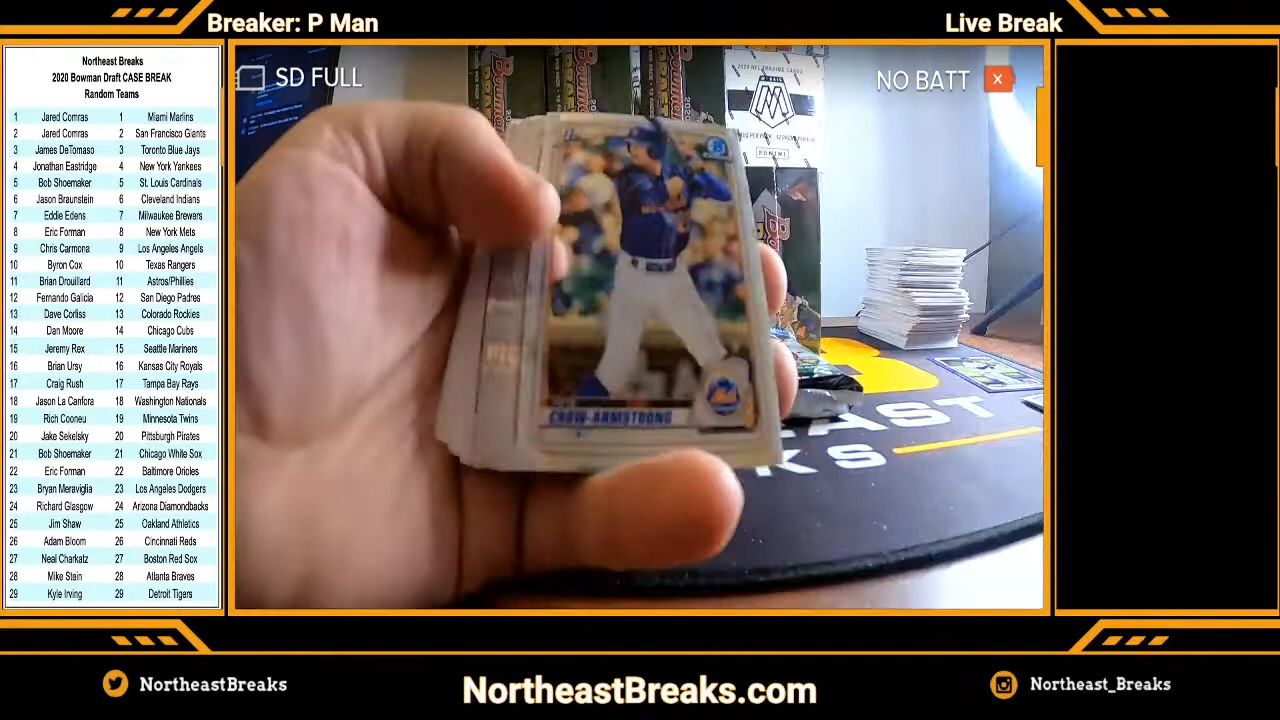 Breaker: P Man
Live Break
Northeast Breaks
2020 Bowman Draft CASE BREAK
Random Teams
1 Jared Comras 1 Miami Marlins
2 Jared Comras 2 San Francisco Giants
3 James DeTomaso 3 Toronto Blue Jays
4 Jonathan Eastridge 4 New York Yankees
5 Bob Shoemaker 5 St. Louis Cardinals
6 Jason Braunstein 6 Cleveland Indians
7 Eddie Edens 7 Milwaukee Brewers
8 Eric Forman 8 New York Mets
9 Chris Carmona 9 Los Angeles Angels
10 Byron Cox 10 Texas Rangers
11 Brian Drouillard 11 Astros/Phillies
12 Fernando Galicia 12 San Diego Padres
13 Dave Corliss 13 Colorado Rockies
14 Dan Moore 14 Chicago Cubs
15 Jeremy Rex 15 Seattle Mariners
16 Brian Ursy 16 Kansas City Royals
17 Craig Rush 17 Tampa Bay Rays
18 Jason La Canfora 18 Washington Nationals
19 Rich Cooneu 19 Minnesota Twins
20 Jake Sekelsky 20 Pittsburgh Pirates
21 Bob Shoemaker 21 Chicago White Sox
22 Eric Forman 22 Baltimore Orioles
23 Bryan Meraviglia 23 Los Angeles Dodgers
24 Richard Glasgow 24 Arizona Diamondbacks
25 Jim Shaw 25 Oakland Athletics
26 Adam Bloom 26 Cincinnati Reds
27 Neal Charkatz 27 Boston Red Sox
28 Mike Stein 28 Atlanta Braves
29 Kyle Irving 29 Detroit Tigers
SD FULL
NO BATT
Bowman
PANINI
CROW-ARMSTRONG
EAST
KS
NortheastBreaks
NortheastBreaks.com
Northeast_Breaks